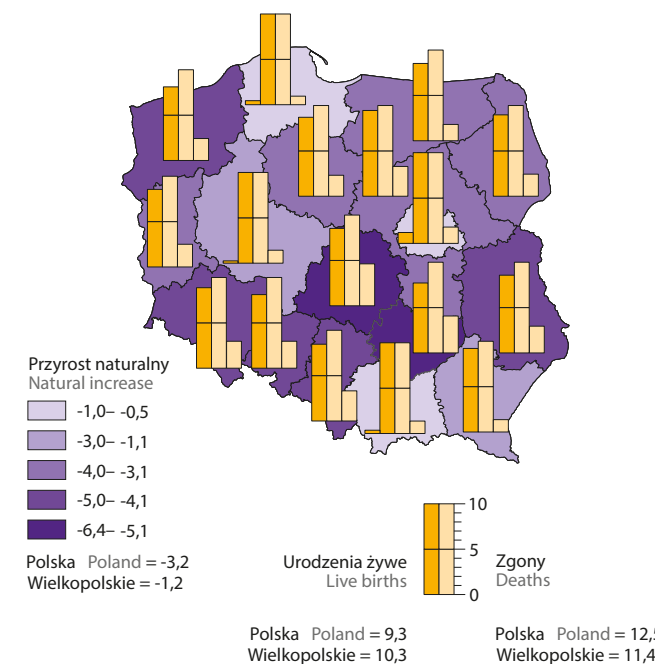 Przyrost naturalny
Natural increase
-1,0– -0,5
-3,0– -1,1
-4,0– -3,1
-5,0– -4,1
-6,4– -5,1
Polska Poland = -3,2
Wielkopolskie = -1,2
10
5
0
Urodzenia żywe
Live births
Zgony
Deaths
Polska Poland = 9,3
Wielkopolskie = 10,3
Polska Poland = 12,5
Wielkopolskie = 11,4